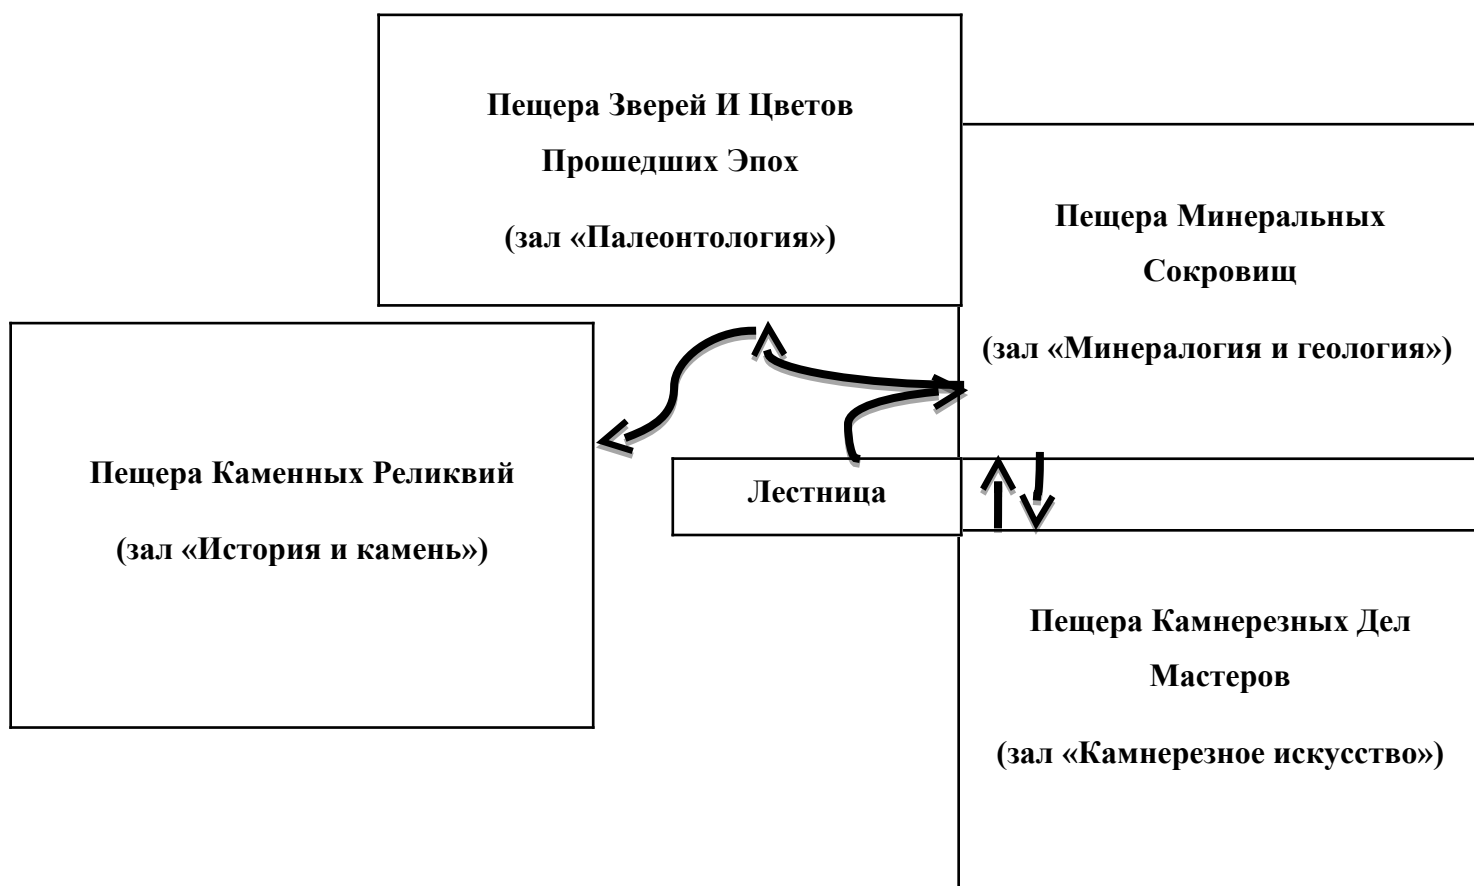 Пещера Зверей И Цветов
Прошедших Эпох
(зал «Палеонтология»)
Пещера Минеральных
Сокровищ
(зал «Минералогия и геология»)
Пещера Каменных Реликвий
(зал «История и камень»)
Лестница
Пещера Камнерезных Дел
Мастеров
(зал «Камнерезное искусство»)